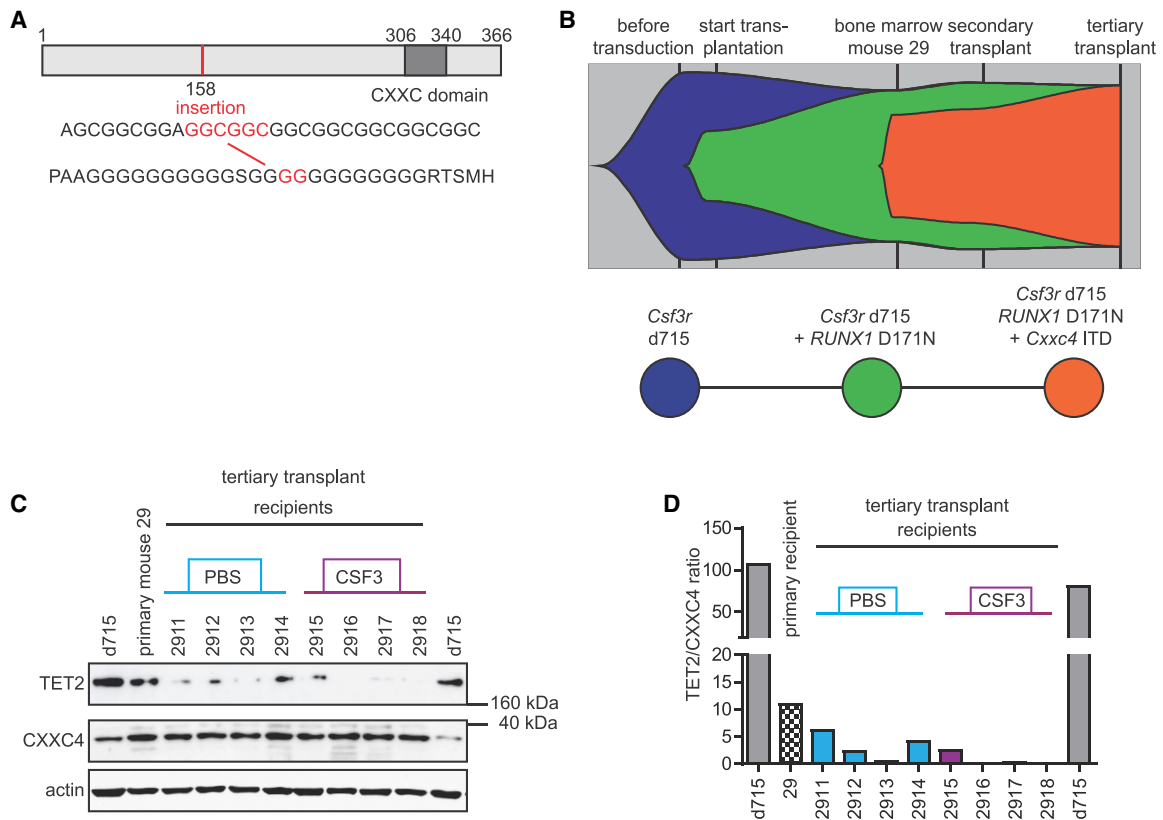 A
1
306 340 366
158
CXXC domain
insertion
AGCGGCGGAGGCGGCGGCGGCGGCGGCGGC
PAAGGGGGGGGGGSGGGGGGGGGGGGRTSMH
B
before transduction
start trans-plantation
bone marrow mouse 29
secondary transplant
tertiary transplant
Csf3r
d715
Csf3r d715
+ RUNX1 D171N
Csf3r d715
RUNX1 D171N
+ Cxxc4 ITD
C
tertiary transplant
recipients
PBS
CSF3
d715
primary mouse 29
2911
2912
2913
2914
2915
2916
2917
2918
d715
TET2
160 kDa
40 kDa
CXXC4
actin
D
tertiary transplant
recipients
primary recipient
PBS
CSF3
TET2/CXXC4 ratio
150
100
50
20
15
10
5
0
d715
29
2911
2912
2913
2914
2915
2916
2917
2918
d715